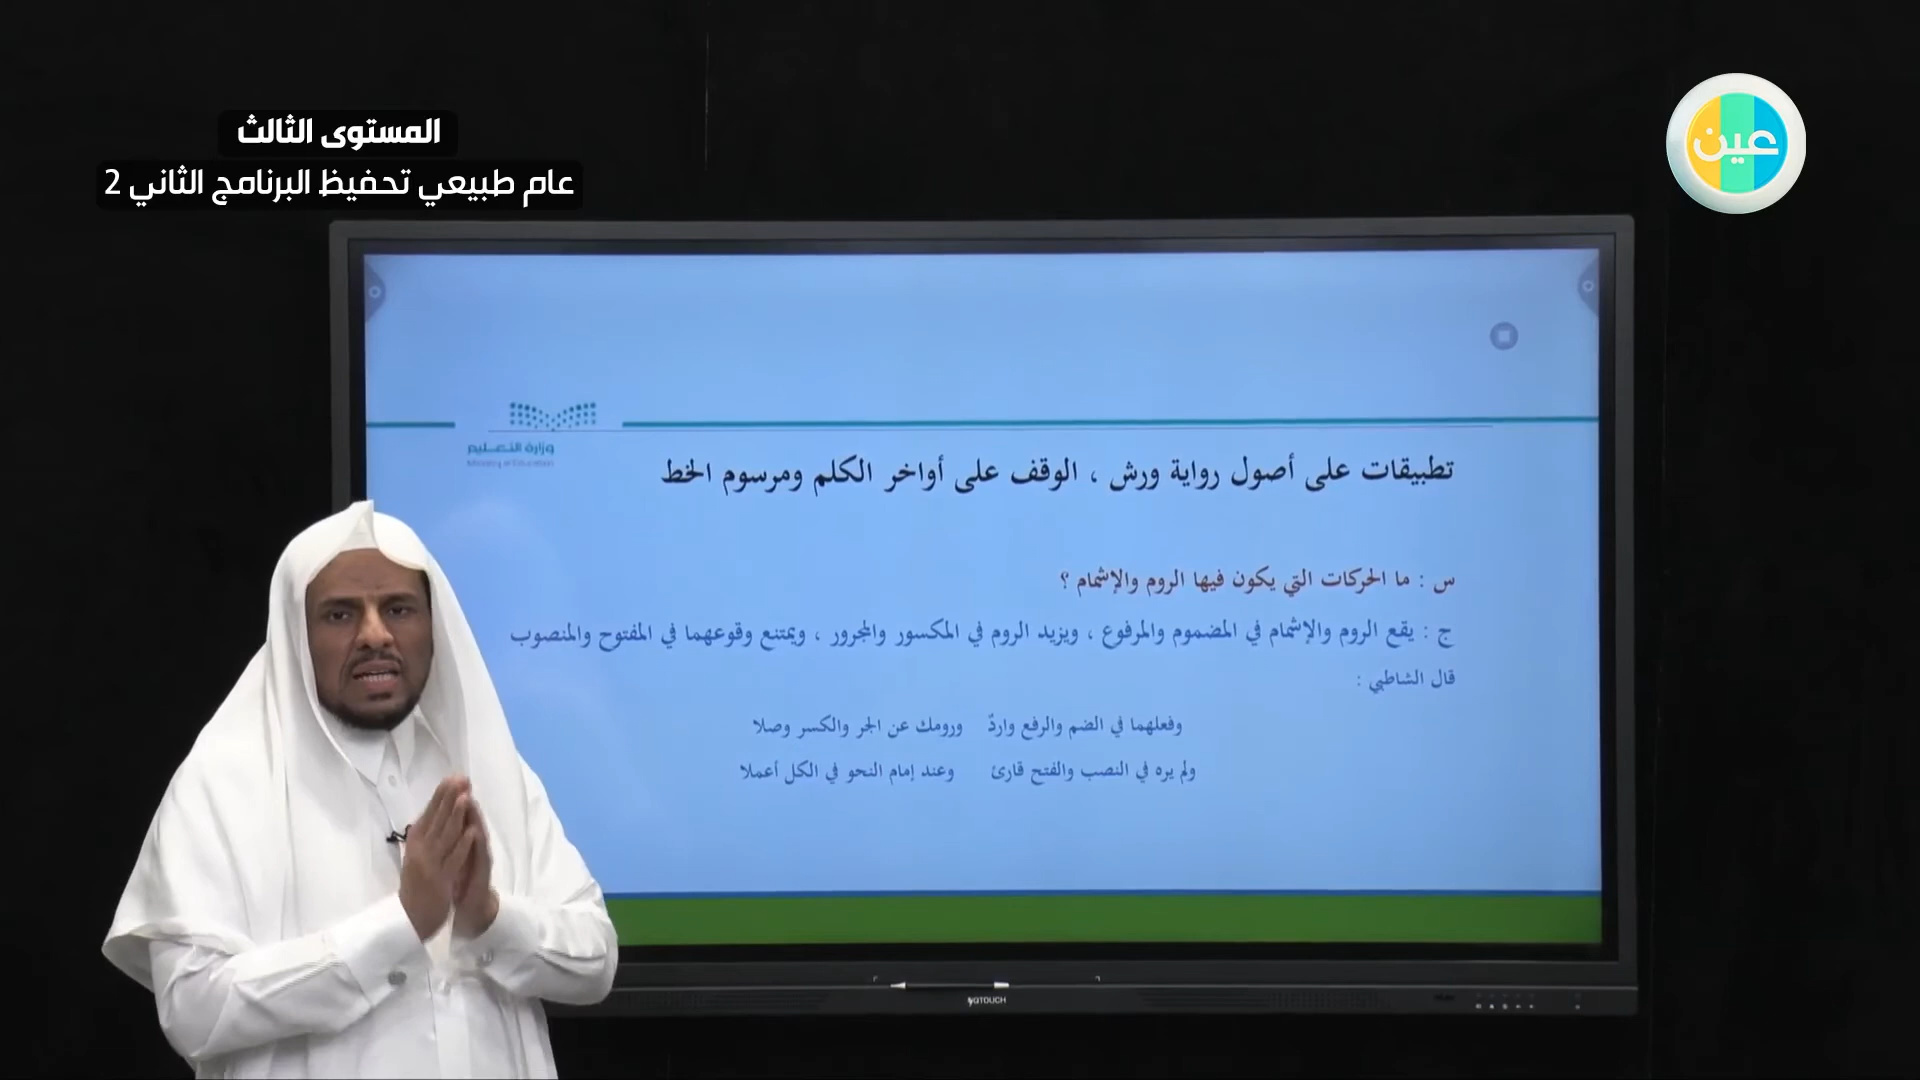 المستوى الثالث
عام طبيعي تحفيظ البرنامج الثاني 2
عين
وزارة التعليم
Ministry of Education
تطبيقات على أصول رواية ورش ، الوقف على أواخر الكلم ومرسوم الخط
س : ما الحركات التي يكون فيها الروم والإشمام ؟
ج : يقع الروم والإشمام في المضموم والمرفوع ، ويزيد الروم في المكسور والمجرور ، ويمتنع وقوعهما في المفتوح والمنصوب
قال الشاطبي :
وفعلهما في الضم والرفع واردٌ ورومك عن الجر والكسر وصلا
ولم يره في النصب والفتح قارئ وعند إمام النحو في الكل أعملا
QTOUCH